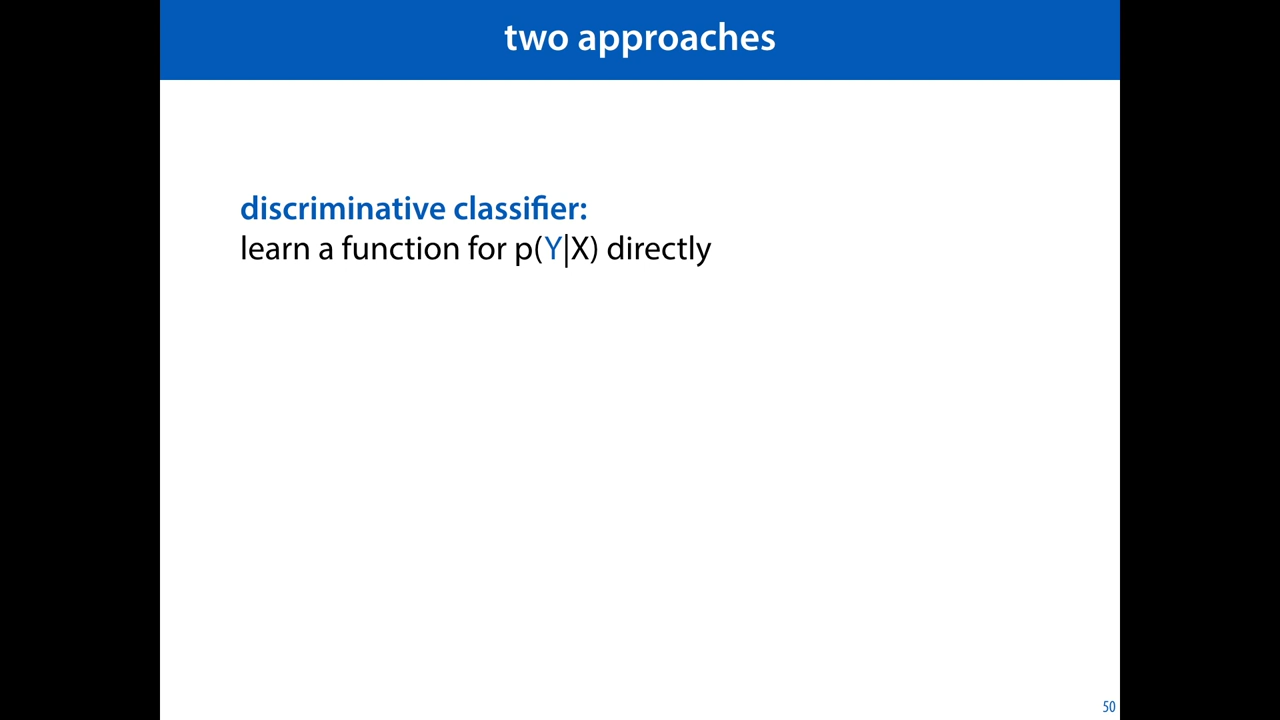 two approaches
discriminative classifier:
learn a function for p(Y|X) directly
50